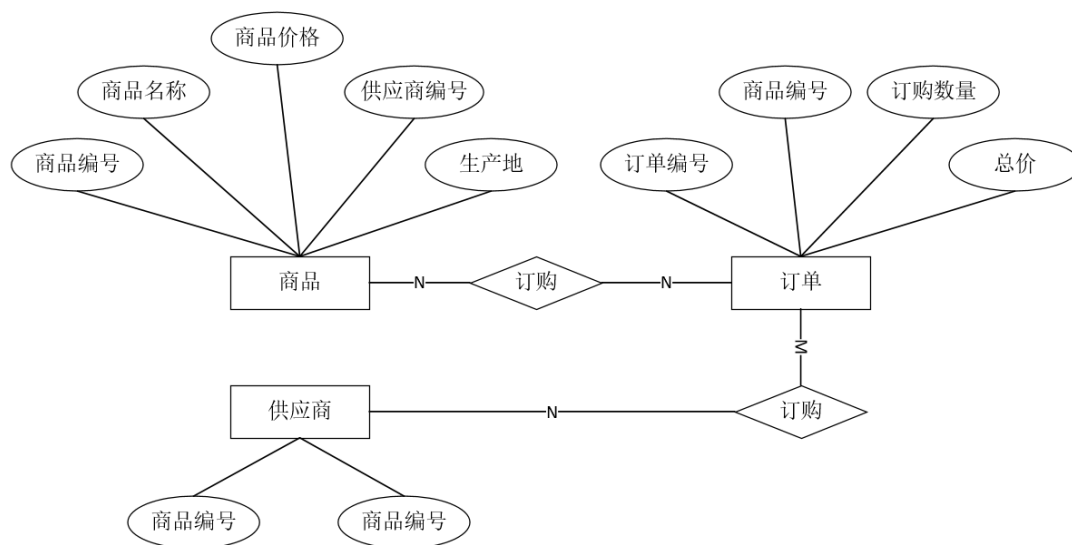 商品价格
商品名称
供应商编号
商品编号
生产地
商品编号
订购数量
订单编号
总价
商品
N
订购
N
订单
M
供应商
N
订购
商品编号
商品编号